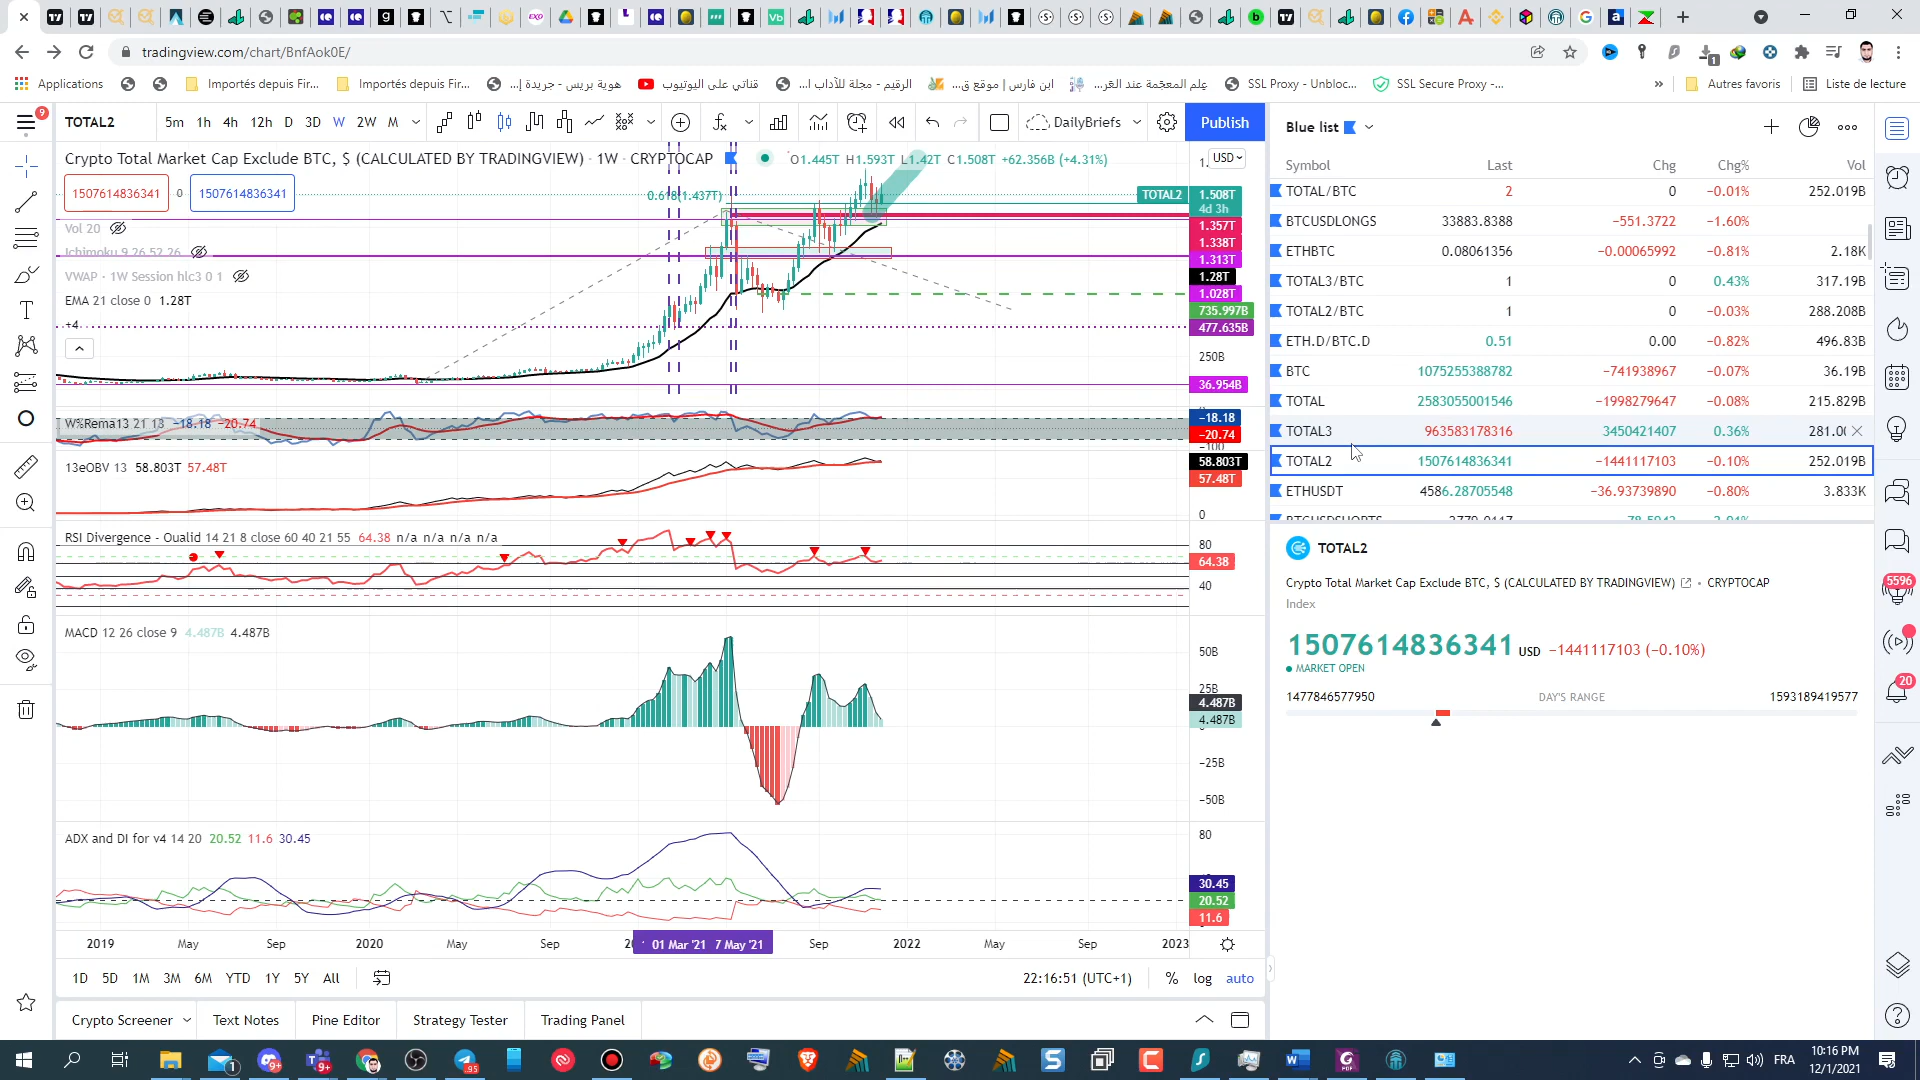 tradingview.com/chart/BnfAok0E/
Applications
Importés depuis Fir...
Importés depuis Fir...
هوية بريس - جريدة إ...
قناتي على اليوتيوب
الرقيم - مجلة للآداب ا...
ابن فارس | موقع ق...
عِلم المعجّمة عند العّر...
SSL Proxy - Unbloc...
SSL Secure Proxy -...
»
Autres favoris
Liste de lecture
9
TOTAL2
5m 1h 4h 12h D 3D W 2W M
DailyBriefs
Publish
Crypto Total Market Cap Exclude BTC, $ (CALCULATED BY TRADINGVIEW) · 1W · CRYPTOCAP
O1.445T H1.593T L1.42T C1.508T +62.356B (+4.31%)
USD
1507614836341 0 1507614836341
0.618(1.437T)
Vol 20
Ichimoku 9 26 52 26
VWAP · 1W Session hlc3 0 1
EMA 21 close 0 1.28T
+4
TOTAL2 1.508T
4d 3h
1.357T
1.338T
1.313T
1.28T
1.028T
735.997B
477.635B
250B
36.954B
W%Rema13 21 13 −18.18 −20.74
−18.18
−20.74
−100
13eOBV 13 58.803T 57.48T
58.803T
57.48T
0
RSI Divergence - Oualid 14 21 8 close 60 40 21 55 64.38 n/a n/a n/a n/a
80
64.38
40
MACD 12 26 close 9 4.487B 4.487B
50B
25B
4.487B
4.487B
−25B
−50B
ADX and DI for v4 14 20 20.52 11.6 30.45
80
30.45
20.52
11.6
2019 May Sep 2020 May Sep 01 Mar '21 7 May '21 Sep 2022 May Sep 2023
1D 5D 1M 3M 6M YTD 1Y 5Y All
22:16:51 (UTC+1)
% log auto
Crypto Screener
Text Notes
Pine Editor
Strategy Tester
Trading Panel
Blue list
Symbol Last Chg Chg% Vol
TOTAL/BTC 2 0 −0.01% 252.019B
BTCUSDLONGS 33883.8388 −551.3722 −1.60%
ETHBTC 0.08061356 −0.00065992 −0.81% 2.18K
TOTAL3/BTC 1 0 0.43% 317.19B
TOTAL2/BTC 1 0 −0.03% 288.208B
ETH.D/BTC.D 0.51 0.00 −0.82% 496.83B
BTC 1075255388782 −741938967 −0.07% 36.19B
TOTAL 2583055001546 −1998279647 −0.08% 215.829B
TOTAL3 963583178316 3450421407 0.36% 281.0
TOTAL2 1507614836341 −1441117103 −0.10% 252.019B
ETHUSDT 4586.28705548 −36.93739890 −0.80% 3.833K
TOTAL2
Crypto Total Market Cap Exclude BTC, $ (CALCULATED BY TRADINGVIEW) • CRYPTOCAP
Index
1507614836341 USD −1441117103 (−0.10%)
MARKET OPEN
1477846577950 DAY'S RANGE 1593189419577
5596
20
FRA
10:16 PM
12/1/2021